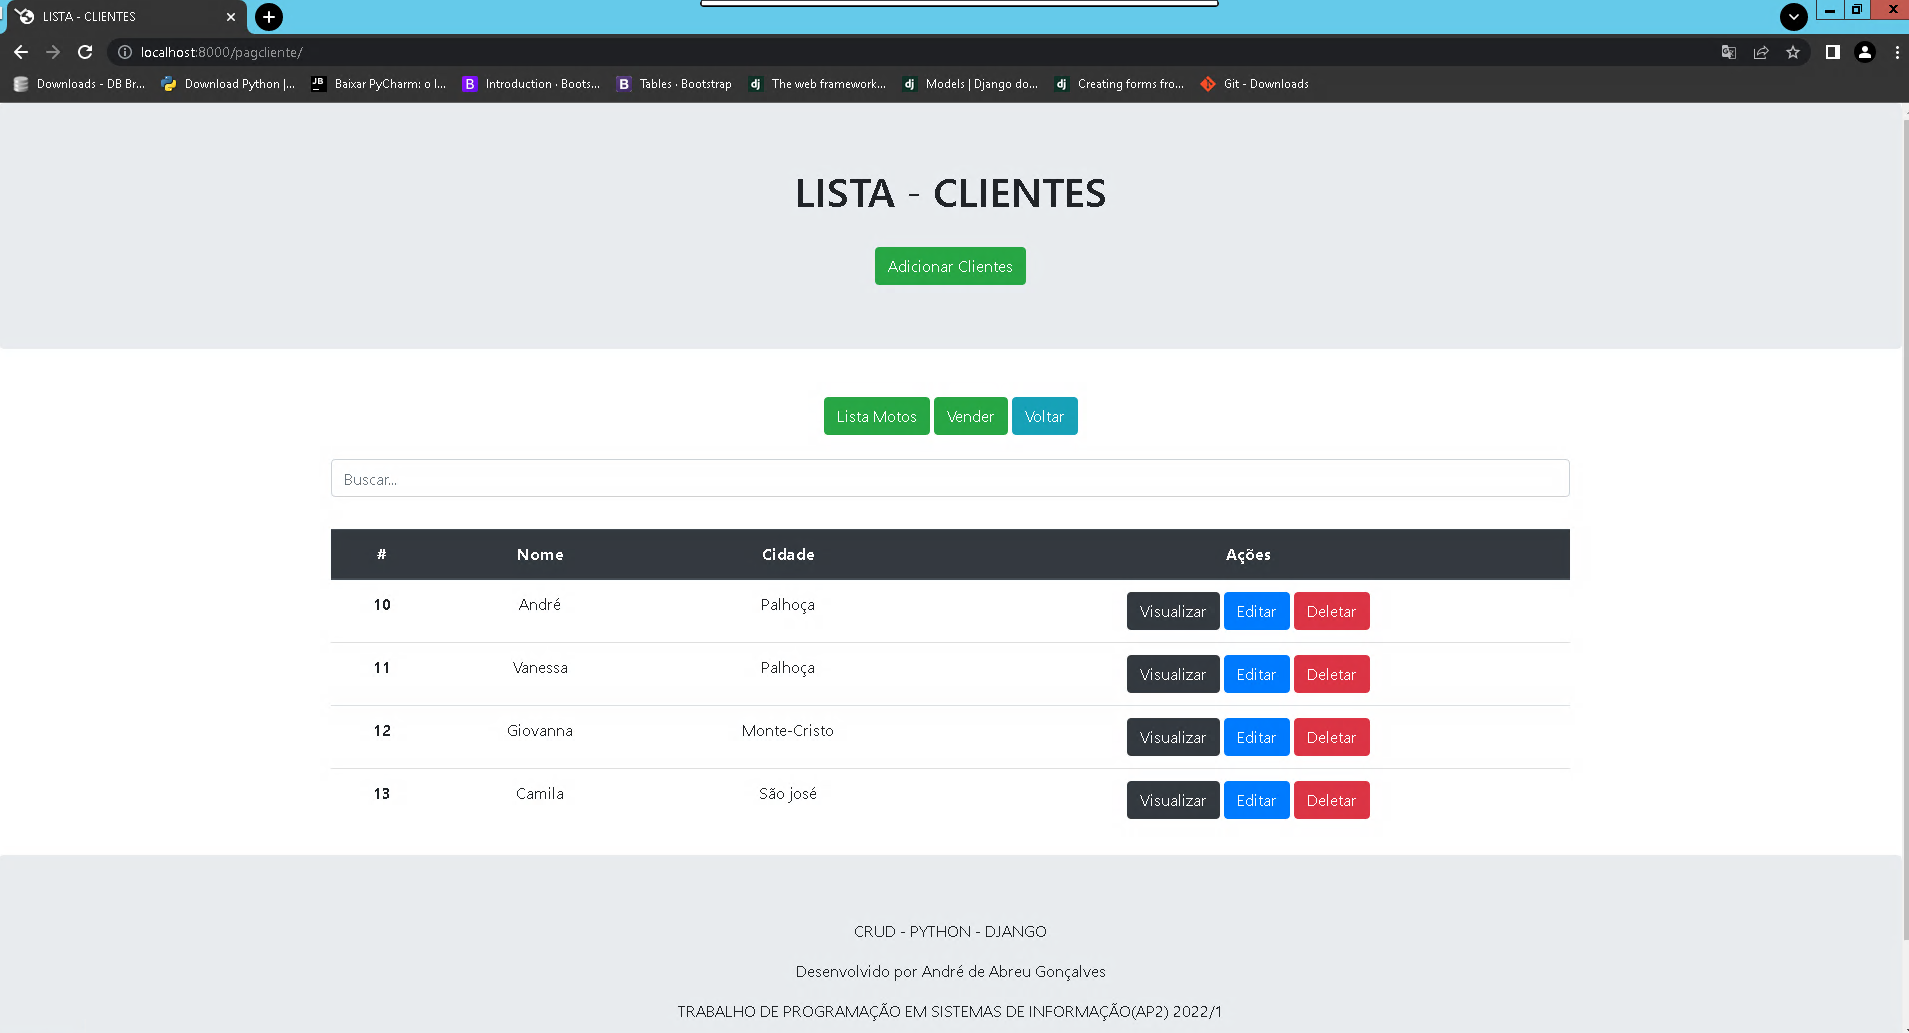 LISTA - CLIENTES
localhost:8000/pagcliente/
Downloads - DB Br... Download Python |... Baixar PyCharm: o I... Introduction · Boots... Tables · Bootstrap The web framework... Models | Django do... Creating forms fro... Git - Downloads
LISTA - CLIENTES
Adicionar Clientes
Lista Motos Vender Voltar
Buscar...
# Nome Cidade Ações
10 André Palhoça Visualizar Editar Deletar
11 Vanessa Palhoça Visualizar Editar Deletar
12 Giovanna Monte-Cristo Visualizar Editar Deletar
13 Camila São josé Visualizar Editar Deletar
CRUD - PYTHON - DJANGO
Desenvolvido por André de Abreu Gonçalves
TRABALHO DE PROGRAMAÇÃO EM SISTEMAS DE INFORMAÇÃO(AP2) 2022/1